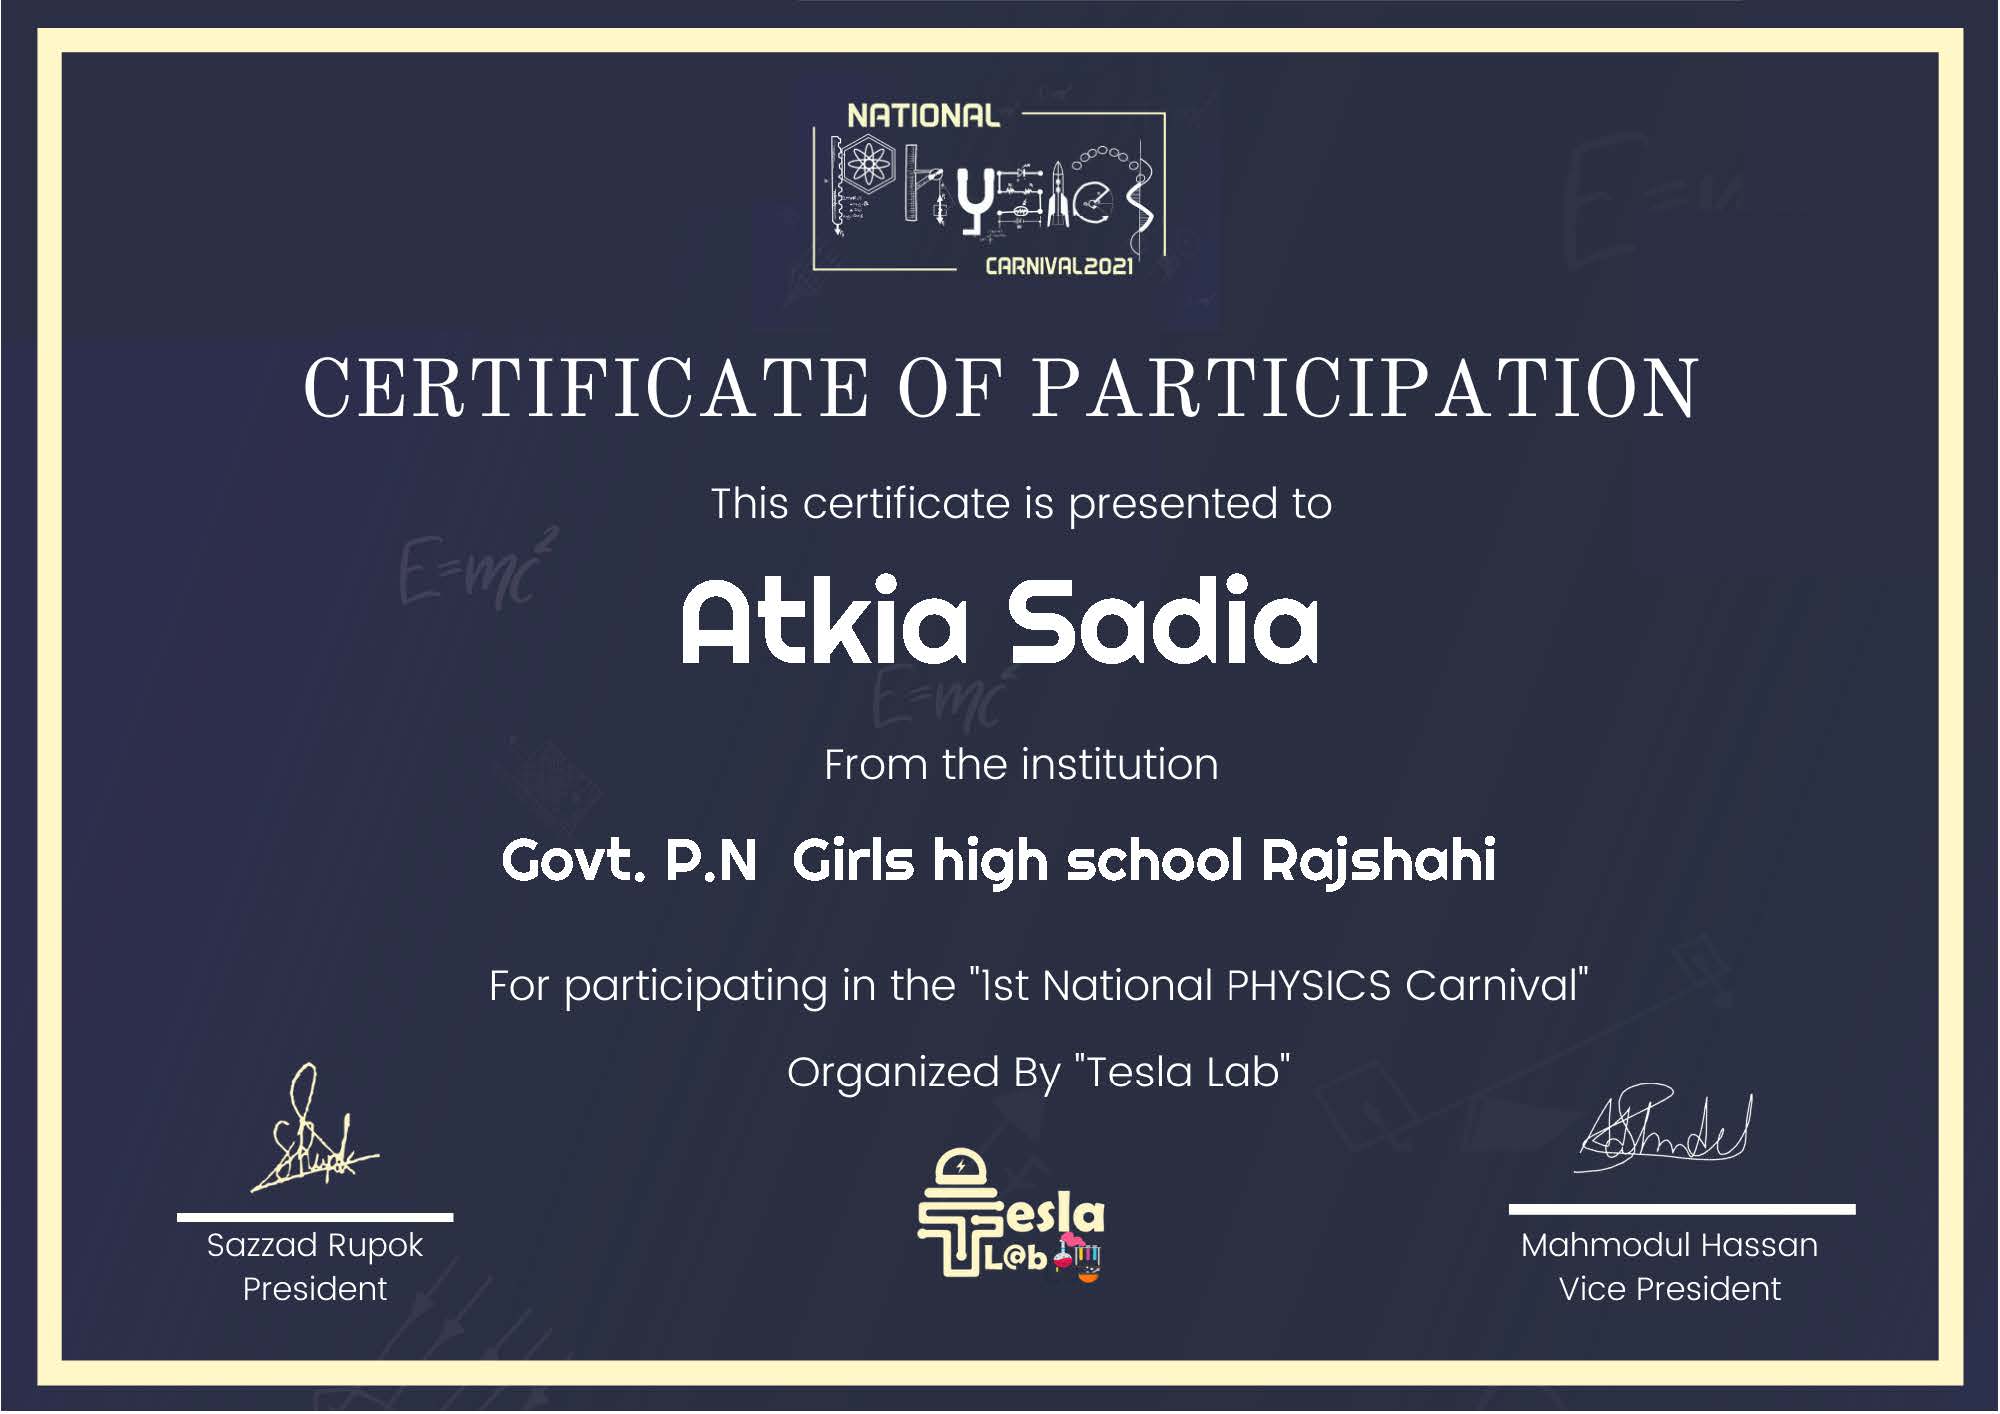 NATIONAL
Physics
CARNIVAL2021
CERTIFICATE OF PARTICIPATION
This certificate is presented to
E=mc²
Atkia Sadia
E=mc²
From the institution
Govt. P.N Girls high school Rajshahi
For participating in the "1st National PHYSICS Carnival"
Organized By "Tesla Lab"
Tesla
L@b
Sazzad Rupok
President
Mahmodul Hassan
Vice President